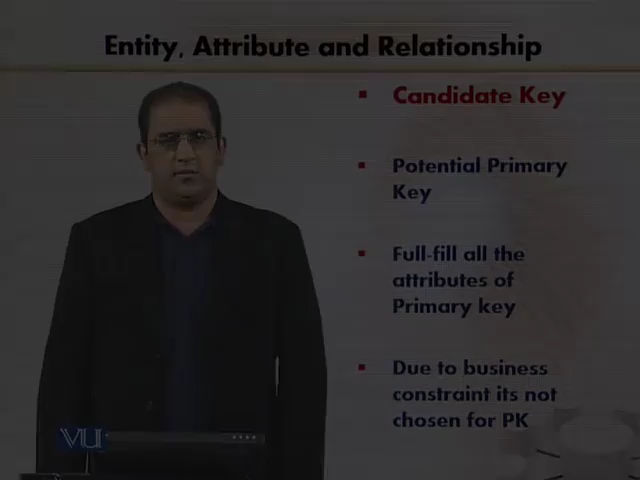 Entity, Attribute and Relationship
Candidate Key
Potential Primary
Key
Full-fill all the
attributes of
Primary key
Due to business
constraint its not
chosen for PK
VU